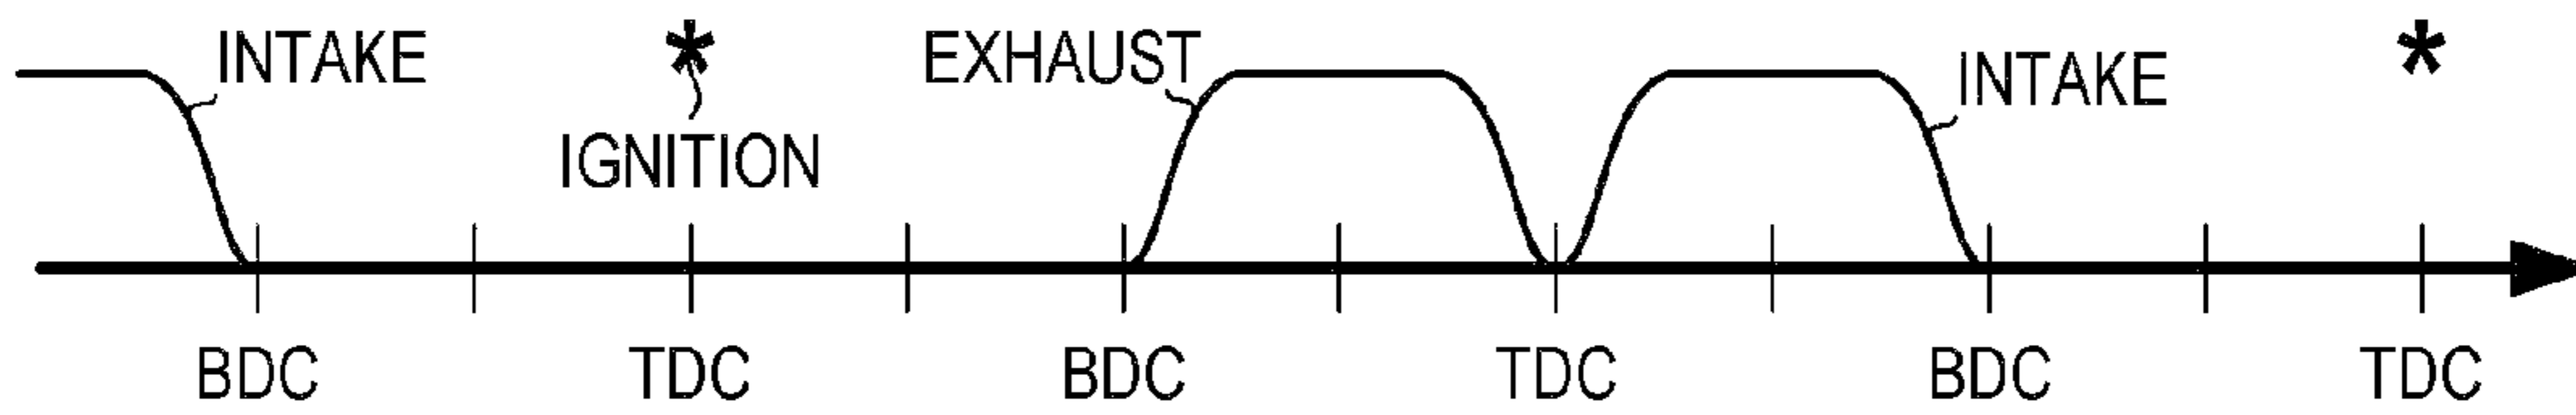 INTAKE * EXHAUST INTAKE *
IGNITION
BDC TDC BDC TDC BDC TDC